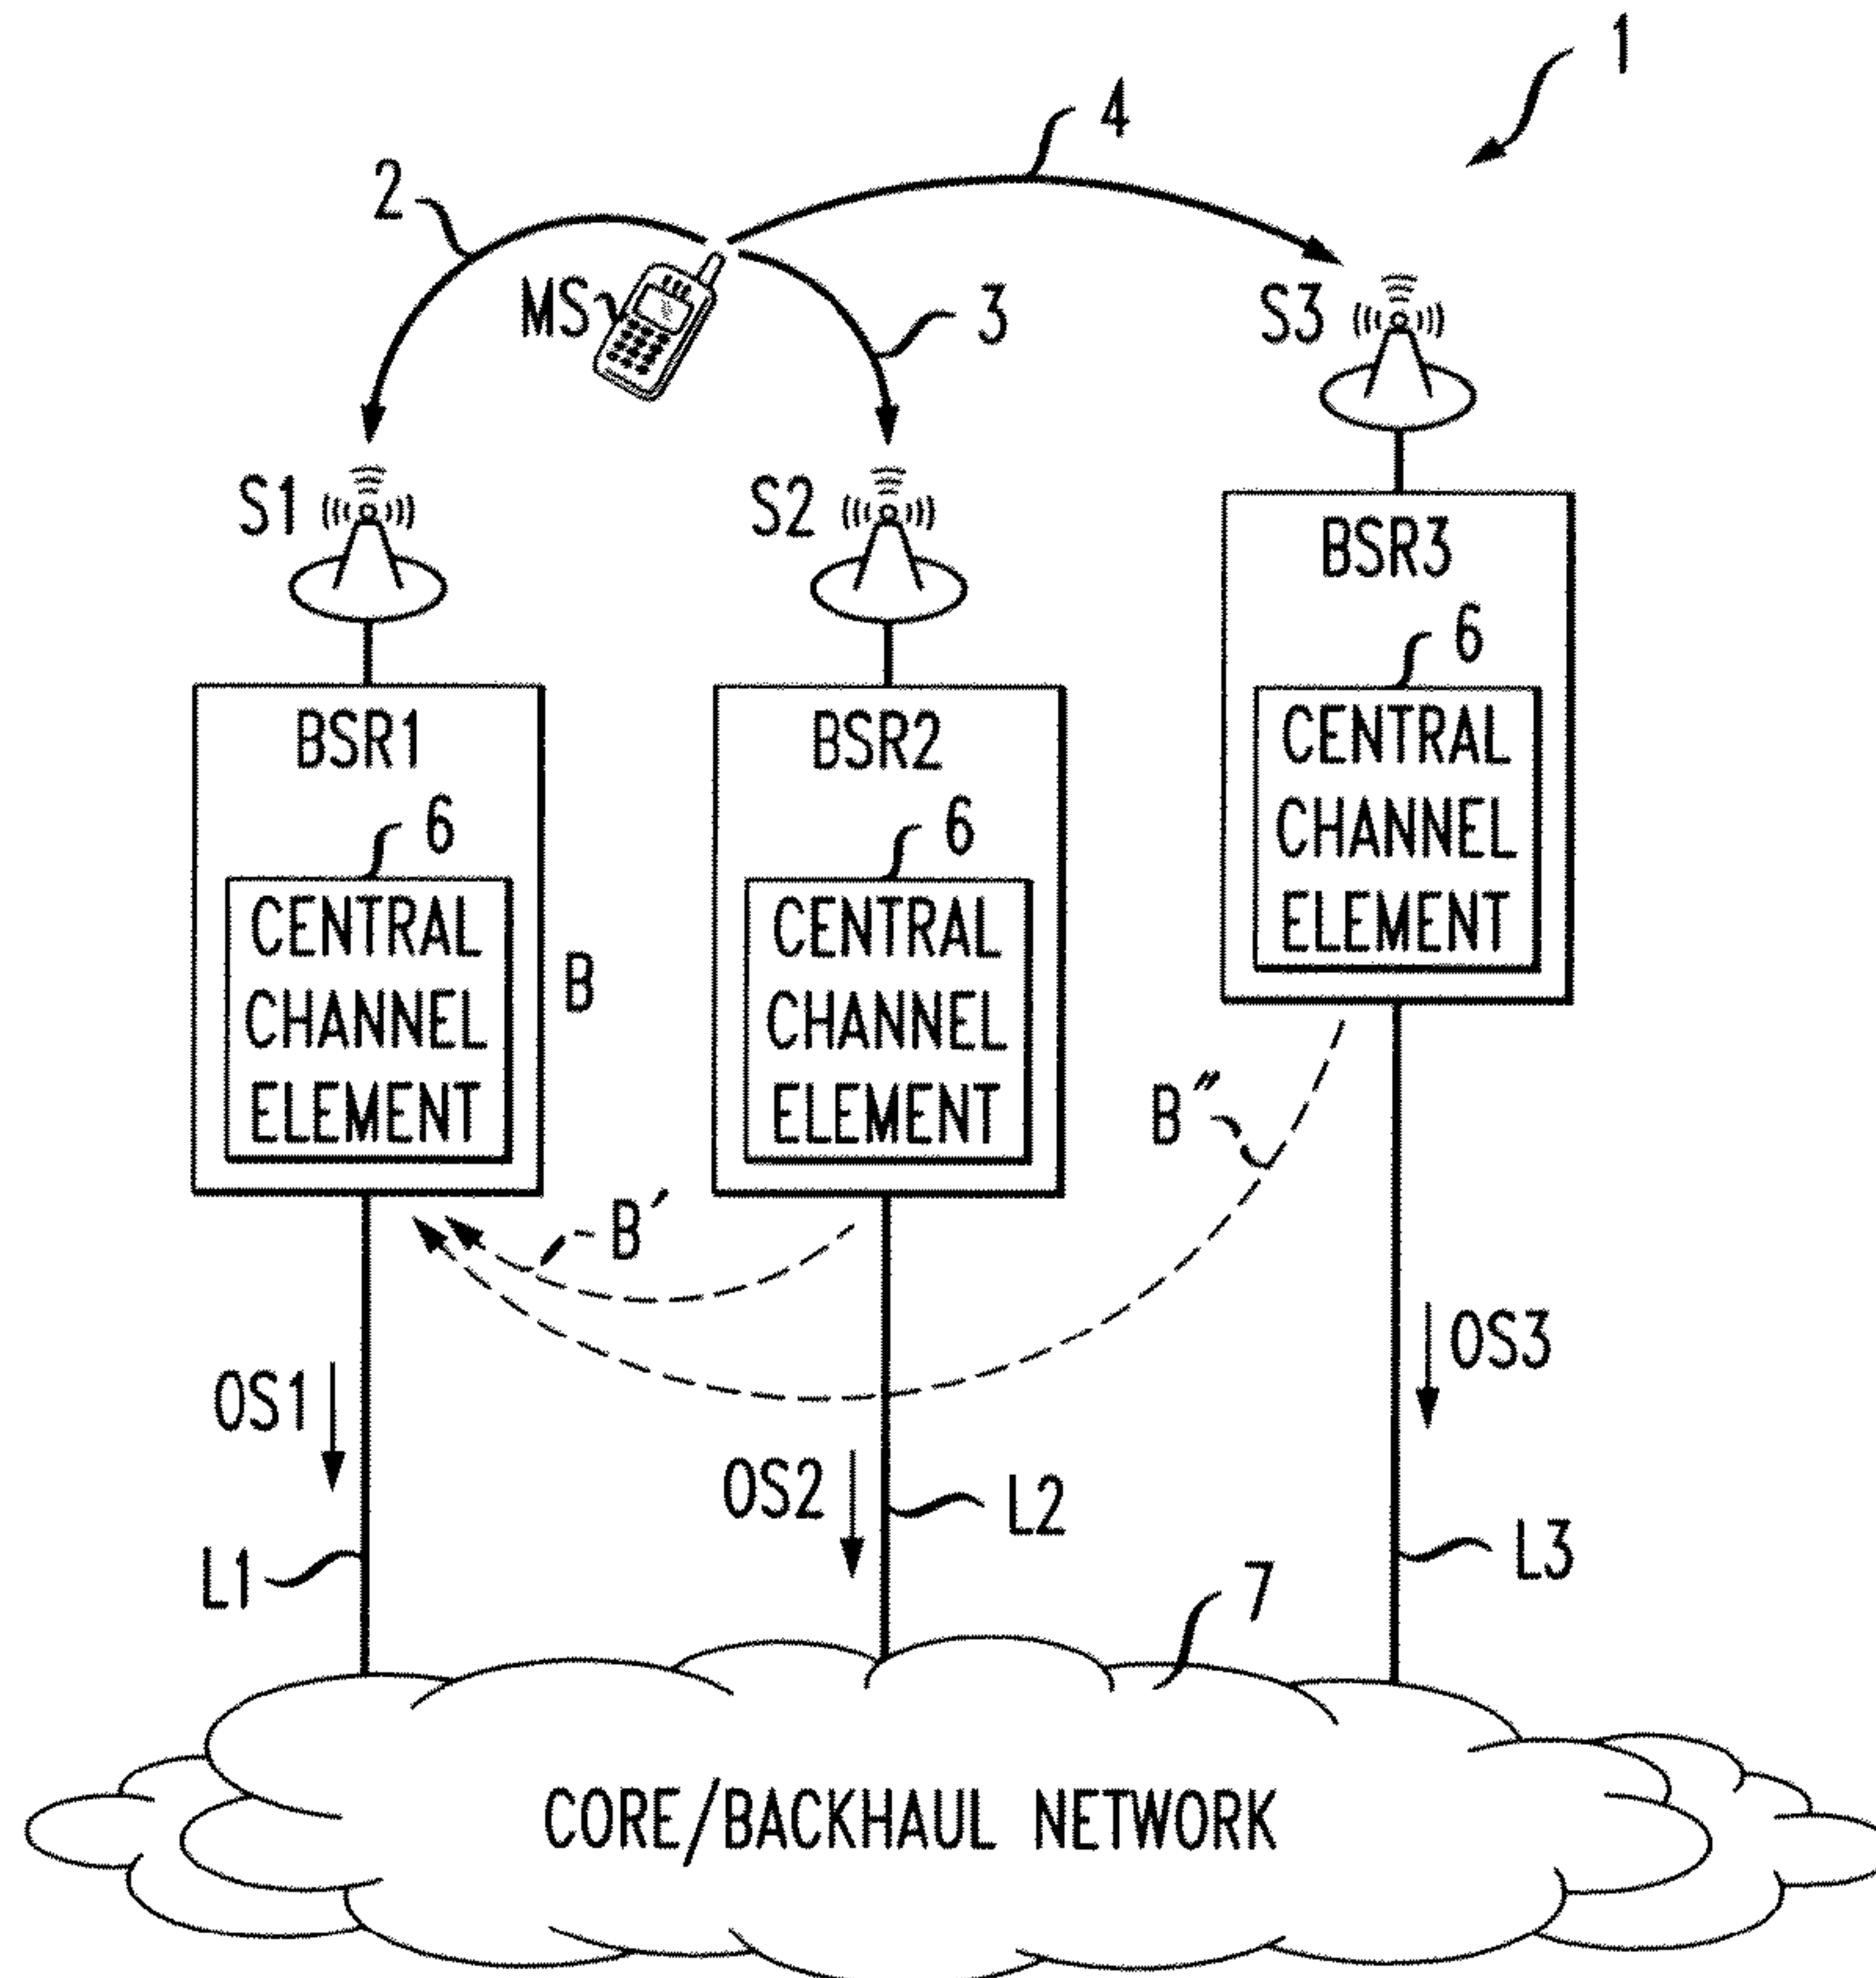 1
4
2
MS
3
S3
S1
S2
BSR3
6
CENTRAL
CHANNEL
ELEMENT
BSR1
6
CENTRAL
CHANNEL
ELEMENT
B
BSR2
6
CENTRAL
CHANNEL
ELEMENT
B″
B′
OS1
OS2
OS3
L1
L2
L3
7
CORE/BACKHAUL NETWORK